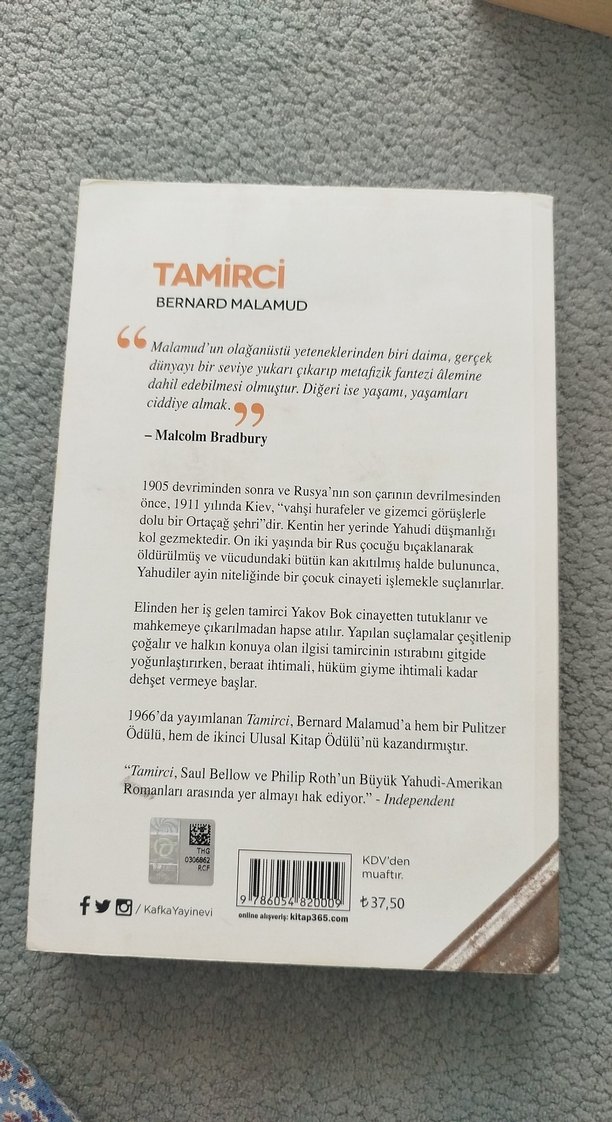 TAMİRCİ
BERNARD MALAMUD
“Malamud’un olağanüstü yeteneklerinden biri daima, gerçek
dünyayı bir seviye yukarı çıkarıp metafizik fantezi âlemine
dahil edebilmesi olmuştur. Diğeri ise yaşamı, yaşamları
ciddiye almak.”
– Malcolm Bradbury
1905 devriminden sonra ve Rusya’nın son çarının devrilmesinden
önce, 1911 yılında Kiev, “vahşi hurafeler ve gizemci görüşlerle
dolu bir Ortaçağ şehri”dir. Kentin her yerinde Yahudi düşmanlığı
kol gezmektedir. On iki yaşında bir Rus çocuğu bıçaklanarak
öldürülmüş ve vücudundaki bütün kan akıtılmış halde bulununca,
Yahudiler ayin niteliğinde bir çocuk cinayeti işlemekle suçlanırlar.
Elinden her iş gelen tamirci Yakov Bok cinayetten tutuklanır ve
mahkemeye çıkarılmadan hapse atılır. Yapılan suçlamalar çeşitlenip
çoğalır ve halkın konuya olan ilgisi tamircinin ıstırabını gitgide
yoğunlaştırırken, beraat ihtimali, hüküm giyme ihtimali kadar
dehşet vermeye başlar.
1966’da yayımlanan Tamirci, Bernard Malamud’a hem bir Pulitzer
Ödülü, hem de ikinci Ulusal Kitap Ödülü’nü kazandırmıştır.
“Tamirci, Saul Bellow ve Philip Roth’un Büyük Yahudi-Amerikan
Romanları arasında yer almayı hak ediyor.” - Independent
THG
0306862
RCF
KDV’den
muaftır.
₺37,50
9 786054 820009
online alışveriş: kitap365.com
/ KafkaYayinevi